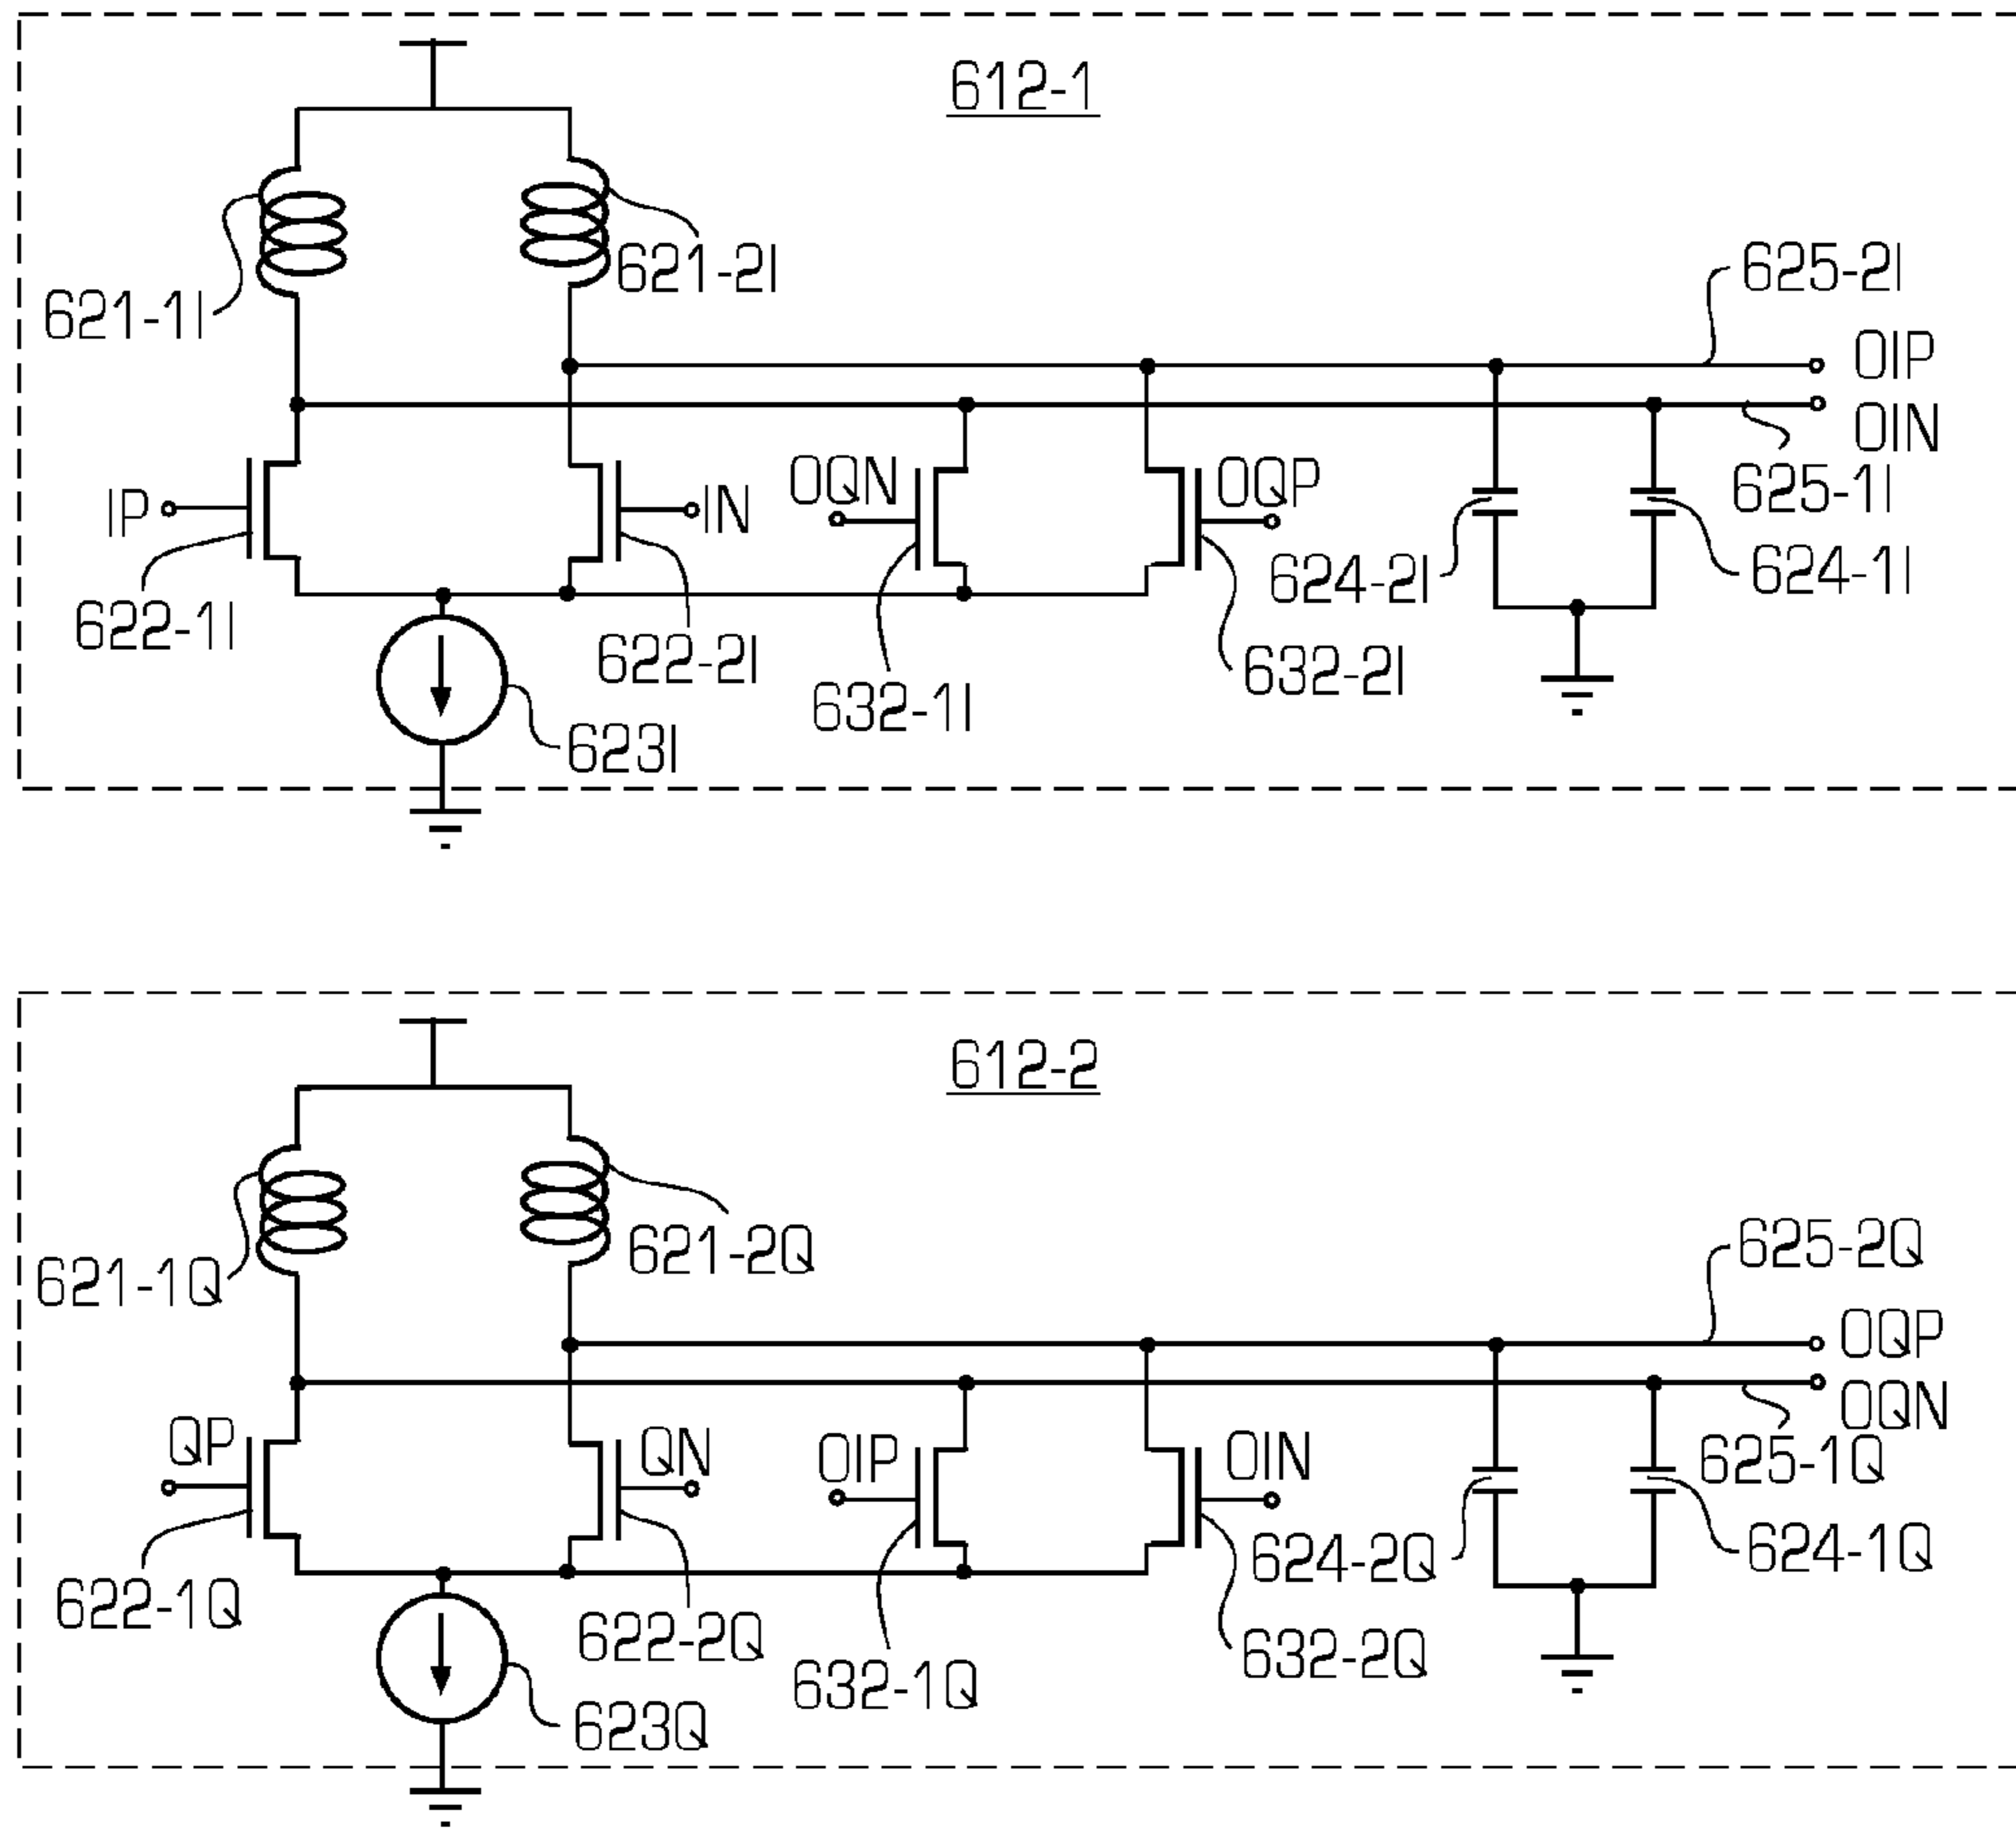 612-1
621-1I
621-2I
625-2I
OIP
OIN
625-1I
IP
IN
OQN
OQP
624-2I
624-1I
622-1I
622-2I
632-1I
632-2I
623I
612-2
621-1Q
621-2Q
625-2Q
OQP
OQN
625-1Q
QP
QN
OIP
OIN
624-2Q
624-1Q
622-1Q
622-2Q
632-1Q
632-2Q
623Q